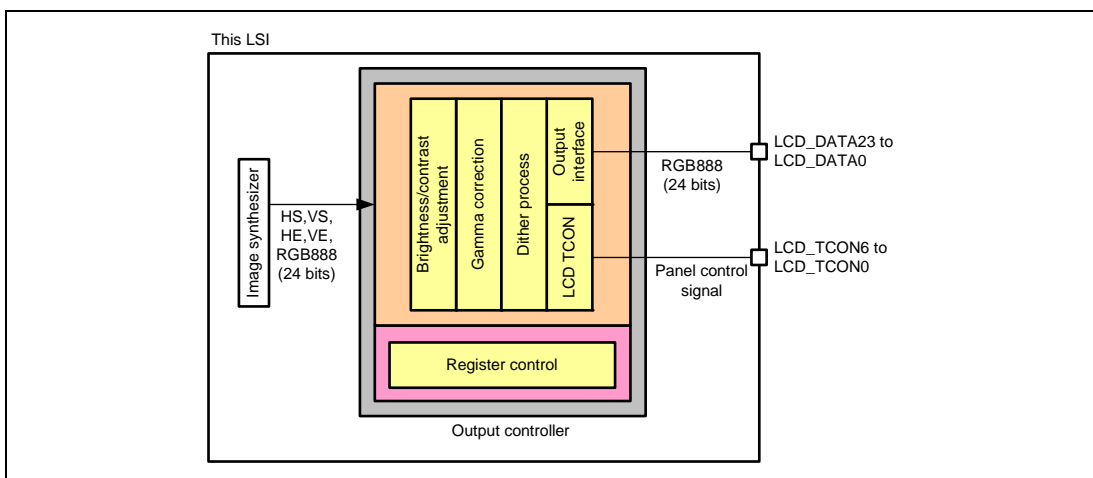 This LSI
Image synthesizer
HS,VS,
HE,VE,
RGB888
(24 bits)
Brightness/contrast
adjustment
Gamma correction
Dither process
Output
interface
LCD TCON
RGB888
(24 bits)
LCD_DATA23 to
LCD_DATA0
Panel control
signal
LCD_TCON6 to
LCD_TCON0
Register control
Output controller